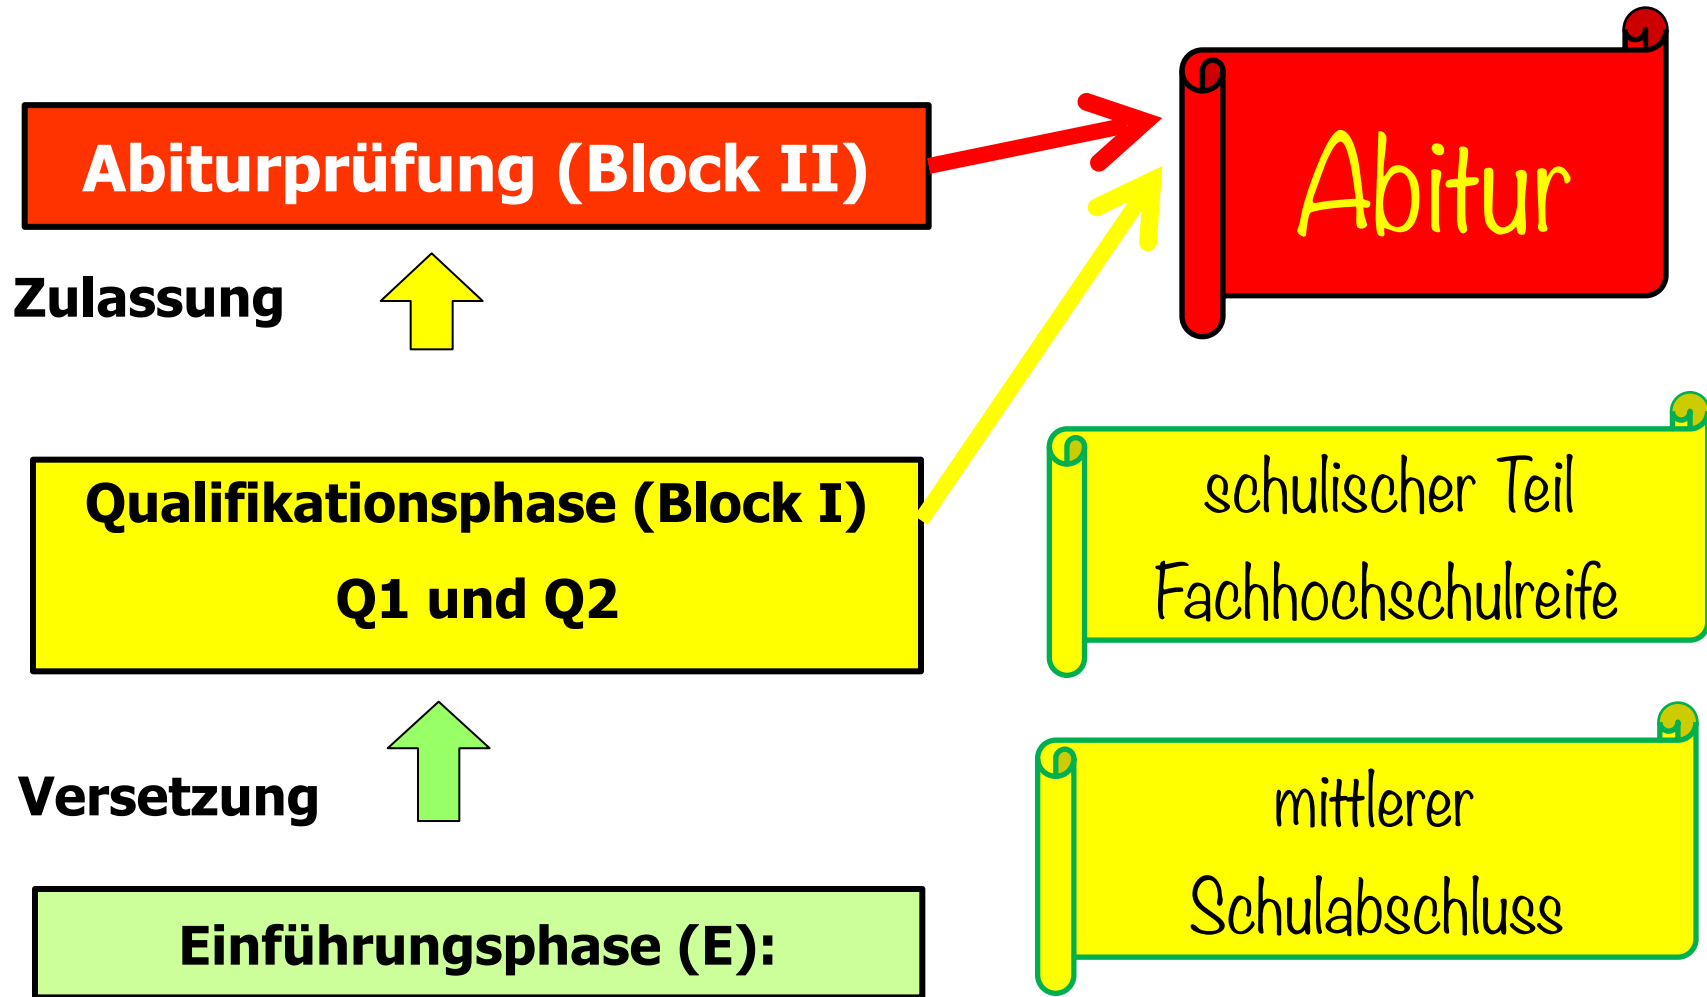 Abiturprüfung (Block II)
Abitur
Zulassung
Qualifikationsphase (Block I)
Q1 und Q2
schulischer Teil
Fachhochschulreife
Versetzung
mittlerer
Schulabschluss
Einführungsphase (E):